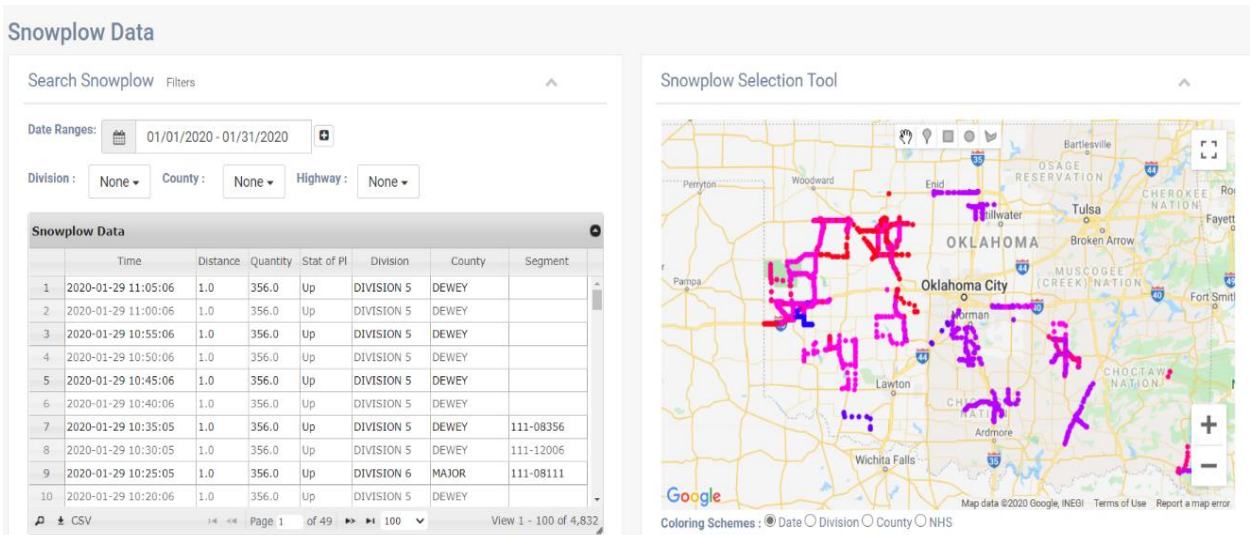 Snowplow Data
Search Snowplow Filters
Date Ranges: 01/01/2020 - 01/31/2020
Division : None County : None Highway : None
Snowplow Data
Time Distance Quantity Stat of Pl Division County Segment
1 2020-01-29 11:05:06 1.0 356.0 Up DIVISION 5 DEWEY
2 2020-01-29 11:00:06 1.0 356.0 Up DIVISION 5 DEWEY
3 2020-01-29 10:55:06 1.0 356.0 Up DIVISION 5 DEWEY
4 2020-01-29 10:50:06 1.0 356.0 Up DIVISION 5 DEWEY
5 2020-01-29 10:45:06 1.0 356.0 Up DIVISION 5 DEWEY
6 2020-01-29 10:40:06 1.0 356.0 Up DIVISION 5 DEWEY
7 2020-01-29 10:35:05 1.0 356.0 Up DIVISION 5 DEWEY 111-08356
8 2020-01-29 10:30:05 1.0 356.0 Up DIVISION 5 DEWEY 111-12006
9 2020-01-29 10:25:05 1.0 356.0 Up DIVISION 6 MAJOR 111-08111
10 2020-01-29 10:20:06 1.0 356.0 Up DIVISION 5 DEWEY
CSV Page 1 of 49 100 View 1 - 100 of 4,832
Snowplow Selection Tool
Bartlesville
35
OSAGE
RESERVATION
44
Perryton
Woodward
Enid
CHEROKEE
NATION
tillwater
Tulsa
Fayett
OKLAHOMA
Broken Arrow
44
MUSCOGEE
(CREEK) NATION
Pampa
Oklahoma City
40
40
Fort Smith
Norman
40
44
CHOCTAW
NATION
Lawton
Ardmore
Wichita Falls
35
Google
Map data ©2020 Google, INEGI Terms of Use Report a map error
Coloring Schemes : Date Division County NHS